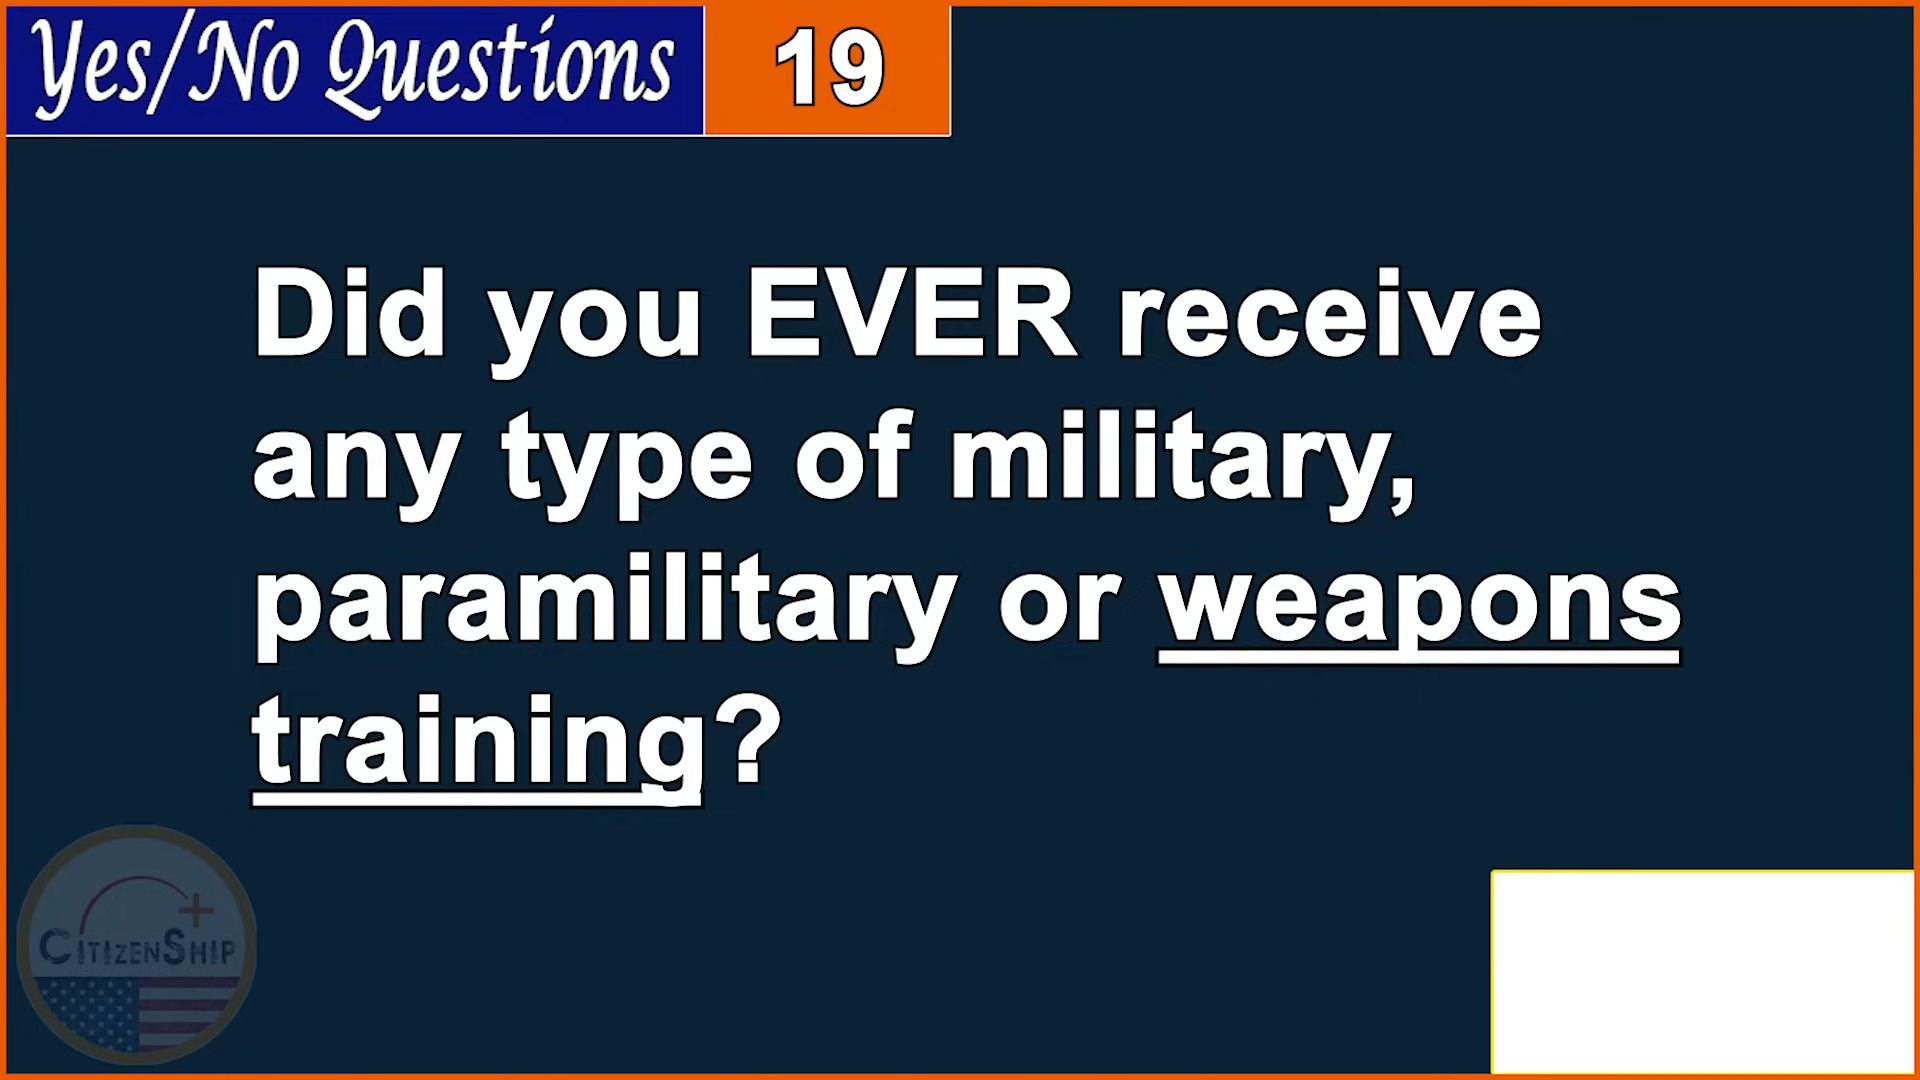 Yes/No Questions
19
Did you EVER receive
any type of military,
paramilitary or weapons
training?
CITIZENSHIP